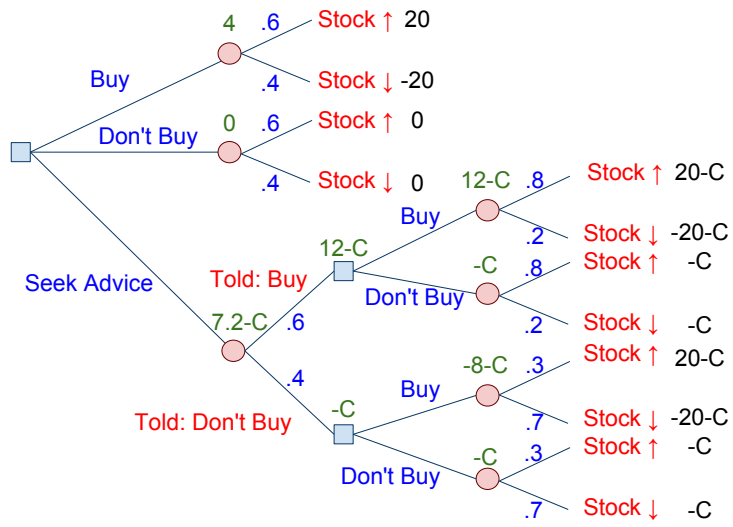 4 .6 Stock ↑ 20
Buy
.4 Stock ↓ -20
0 .6 Stock ↑ 0
Don't Buy
.4 Stock ↓ 0
12-C .8 Stock ↑ 20-C
Buy
.2 Stock ↓ -20-C
12-C
Told: Buy
-C .8 Stock ↑ -C
Don't Buy
.2 Stock ↓ -C
Seek Advice
7.2-C .6
.4
Told: Don't Buy
-8-C .3 Stock ↑ 20-C
Buy
.7 Stock ↓ -20-C
-C
-C .3 Stock ↑ -C
Don't Buy
.7 Stock ↓ -C